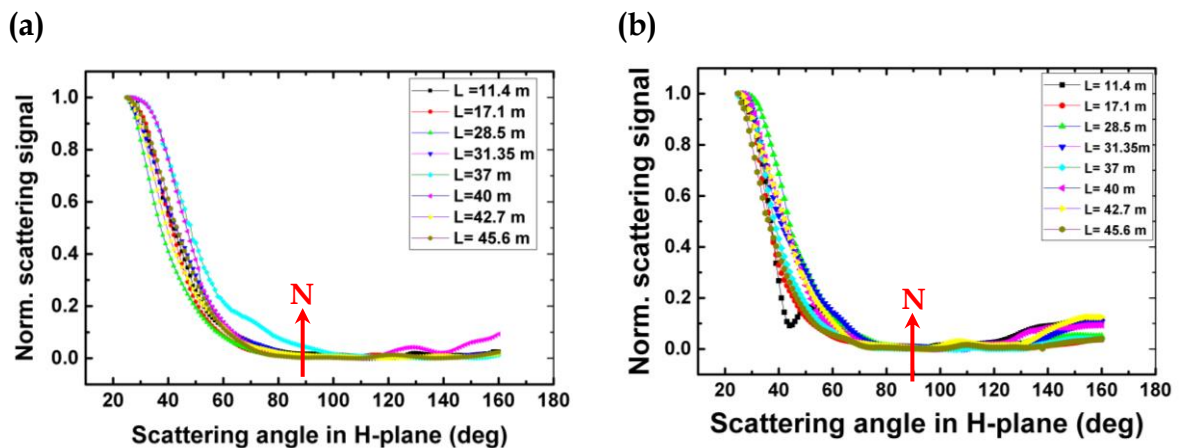 (a)
Norm. scattering signal
1.0
0.8
0.6
0.4
0.2
0.0
L =11.4 m
L=17.1 m
L=28.5 m
L=31.35 m
L=37 m
L=40 m
L=42.7 m
L= 45.6 m
N
20 40 60 80 100 120 140 160 180
Scattering angle in H-plane (deg)
(b)
Norm. scattering signal
1.0
0.8
0.6
0.4
0.2
0.0
L= 11.4 m
L= 17.1 m
L= 28.5 m
L= 31.35m
L= 37 m
L= 40 m
L= 42.7 m
L= 45.6 m
N
20 40 60 80 100 120 140 160 180
Scattering angle in H-plane (deg)